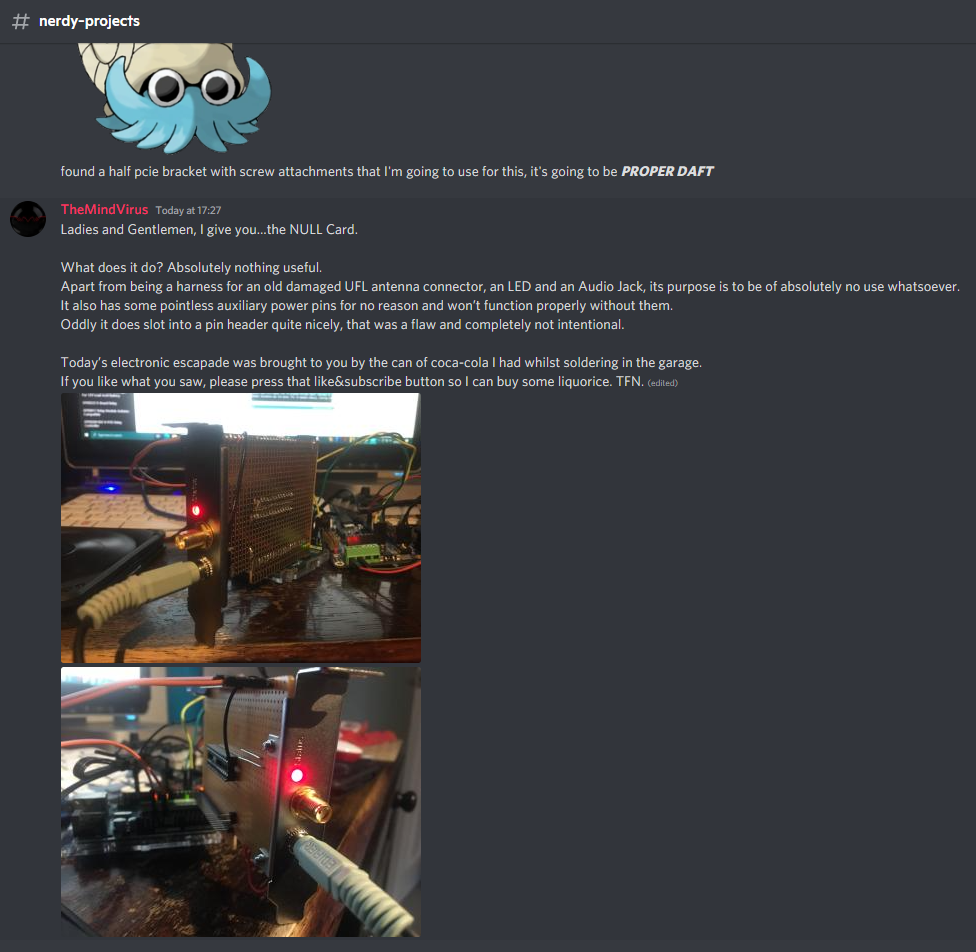 # nerdy-projects
found a half pcie bracket with screw attachments that I'm going to use for this, it's going to be PROPER DAFT
TheMindVirus Today at 17:27
Ladies and Gentlemen, I give you...the NULL Card.
What does it do? Absolutely nothing useful.
Apart from being a harness for an old damaged UFL antenna connector, an LED and an Audio Jack, its purpose is to be of absolutely no use whatsoever.
It also has some pointless auxiliary power pins for no reason and won't function properly without them.
Oddly it does slot into a pin header quite nicely, that was a flaw and completely not intentional.
Today's electronic escapade was brought to you by the can of coca-cola I had whilst soldering in the garage.
If you like what you saw, please press that like&subscribe button so I can buy some liquorice. TFN. (edited)